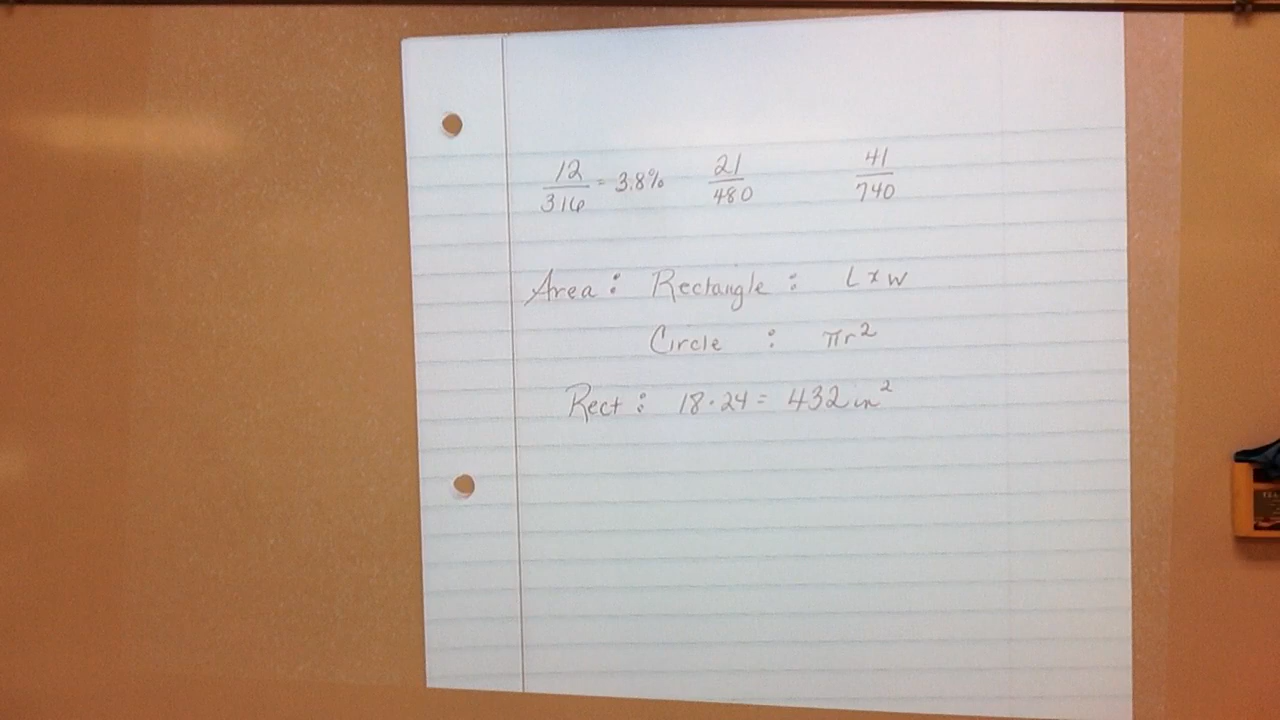 12/316 = 3.8% 21/480 41/740
Area : Rectangle : L x w
Circle : πr²
Rect : 18 · 24 = 432 in²